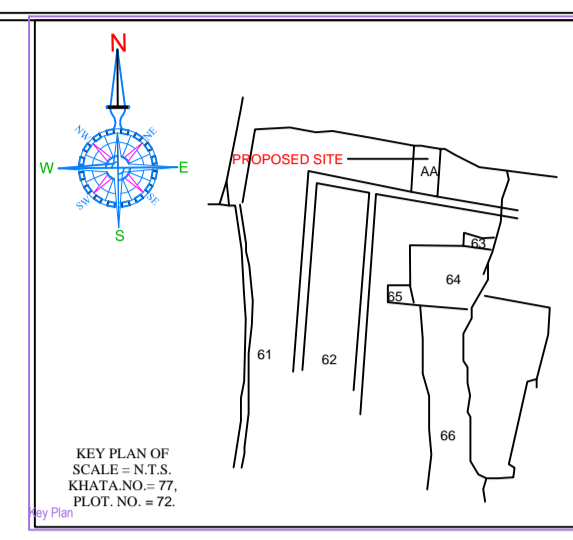 N
NW
NE
W
E
SW
SE
S
PROPOSED SITE
AA
63
64
65
61
62
66
KEY PLAN OF
SCALE = N.T.S.
KHATA.NO.= 77,
PLOT. NO. = 72.
Key Plan